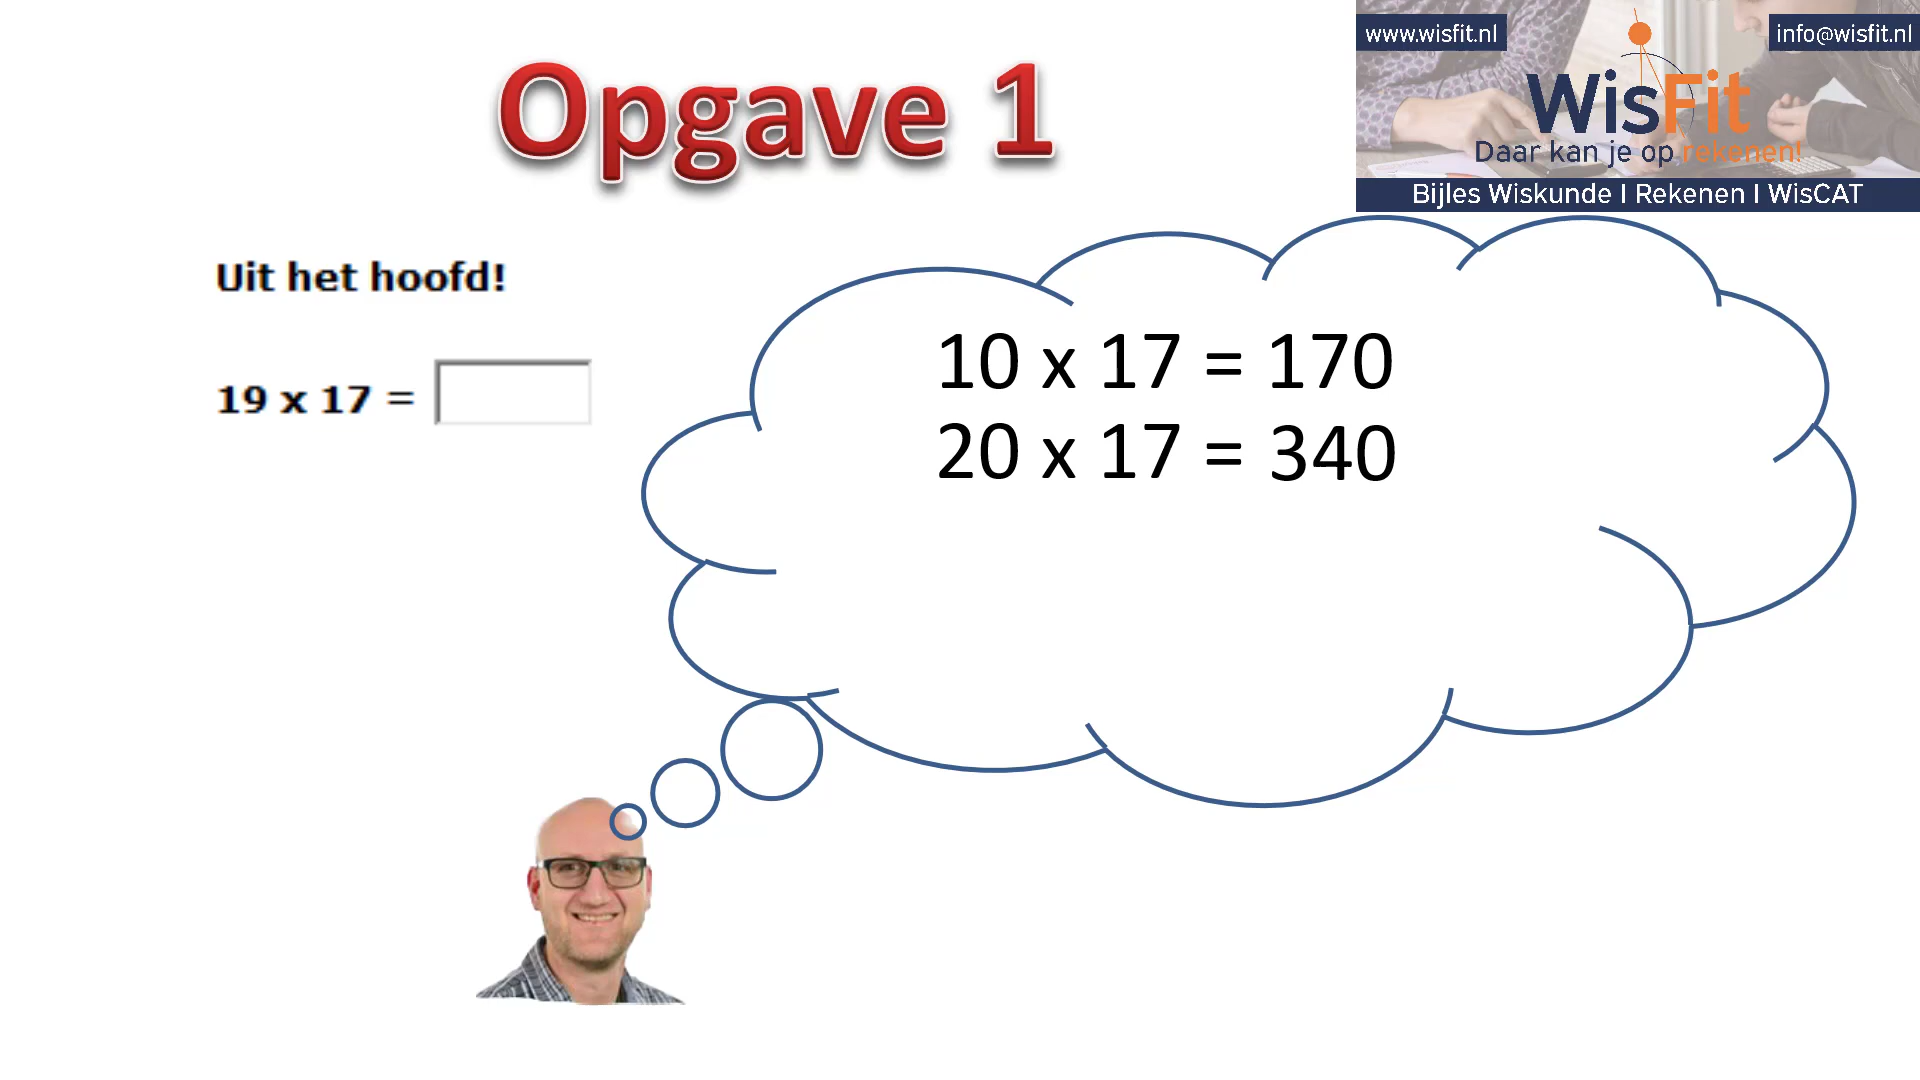 Opgave 1
www.wisfit.nl
info@wisfit.nl
WisFit
Daar kan je op rekenen!
Bijles Wiskunde I Rekenen I WisCAT
Uit het hoofd!
19 x 17 =
10 x 17 = 170
20 x 17 = 340